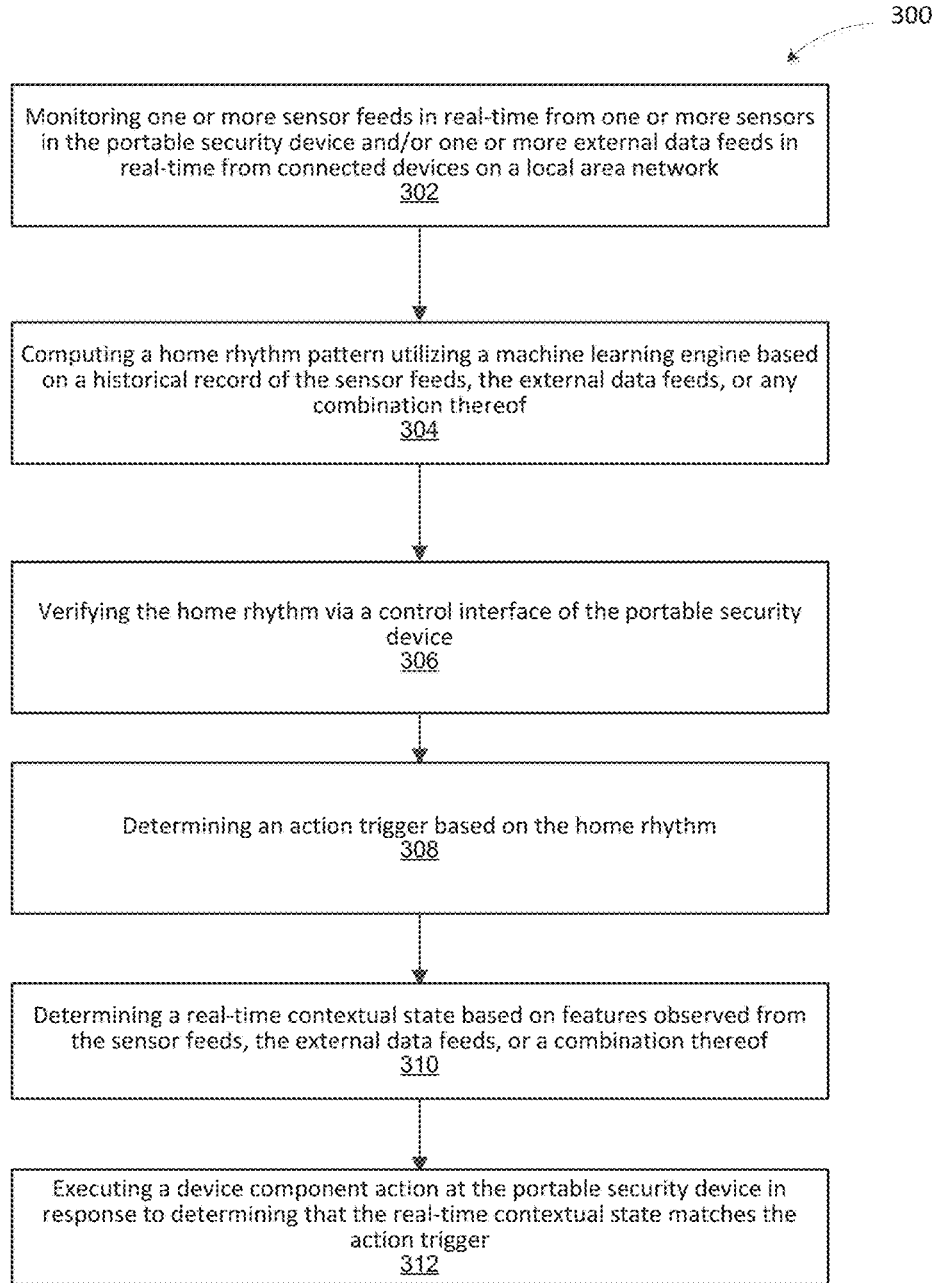 300
Monitoring one or more sensor feeds in real-time from one or more sensors
in the portable security device and/or one or more external data feeds in
real-time from connected devices on a local area network
302
Computing a home rhythm pattern utilizing a machine learning engine based
on a historical record of the sensor feeds, the external data feeds, or any
combination thereof
304
Verifying the home rhythm via a control interface of the portable security
device
306
Determining an action trigger based on the home rhythm
308
Determining a real-time contextual state based on features observed from
the sensor feeds, the external data feeds, or a combination thereof
310
Executing a device component action at the portable security device in
response to determining that the real-time contextual state matches the
action trigger
312